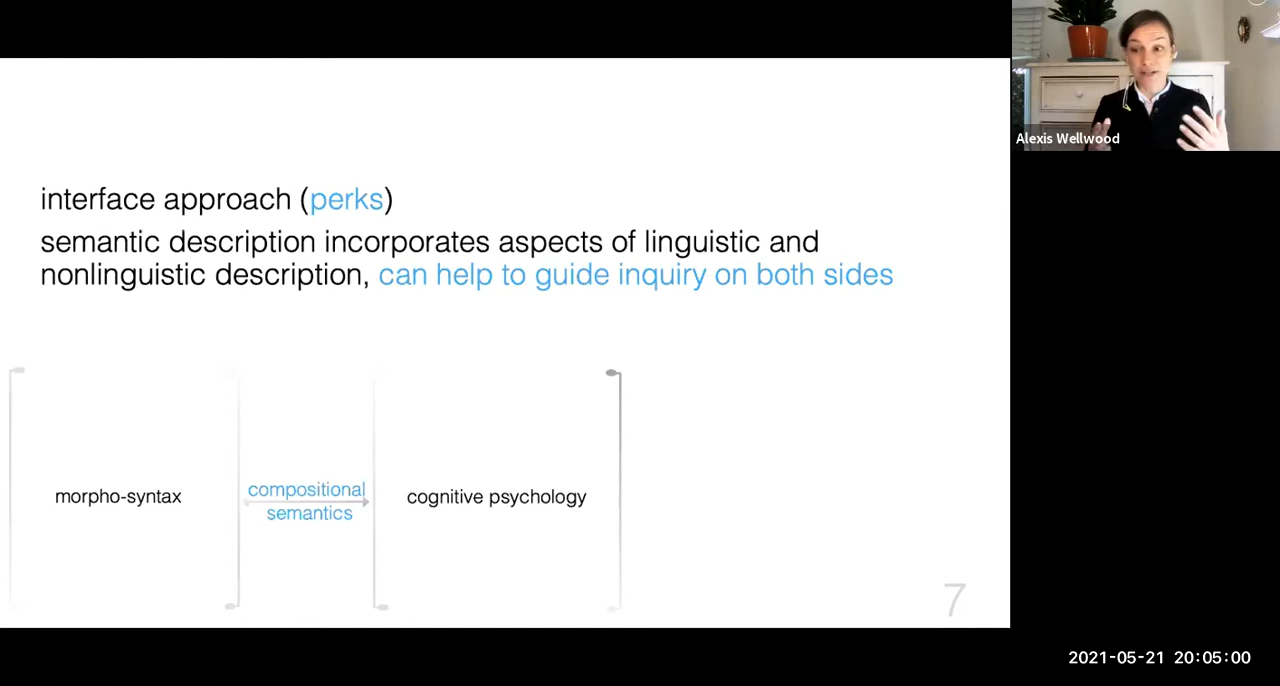 interface approach (perks)
semantic description incorporates aspects of linguistic and
nonlinguistic description, can help to guide inquiry on both sides
morpho-syntax
compositional
semantics
cognitive psychology
7
Alexis Wellwood
2021-05-21 20:05:00